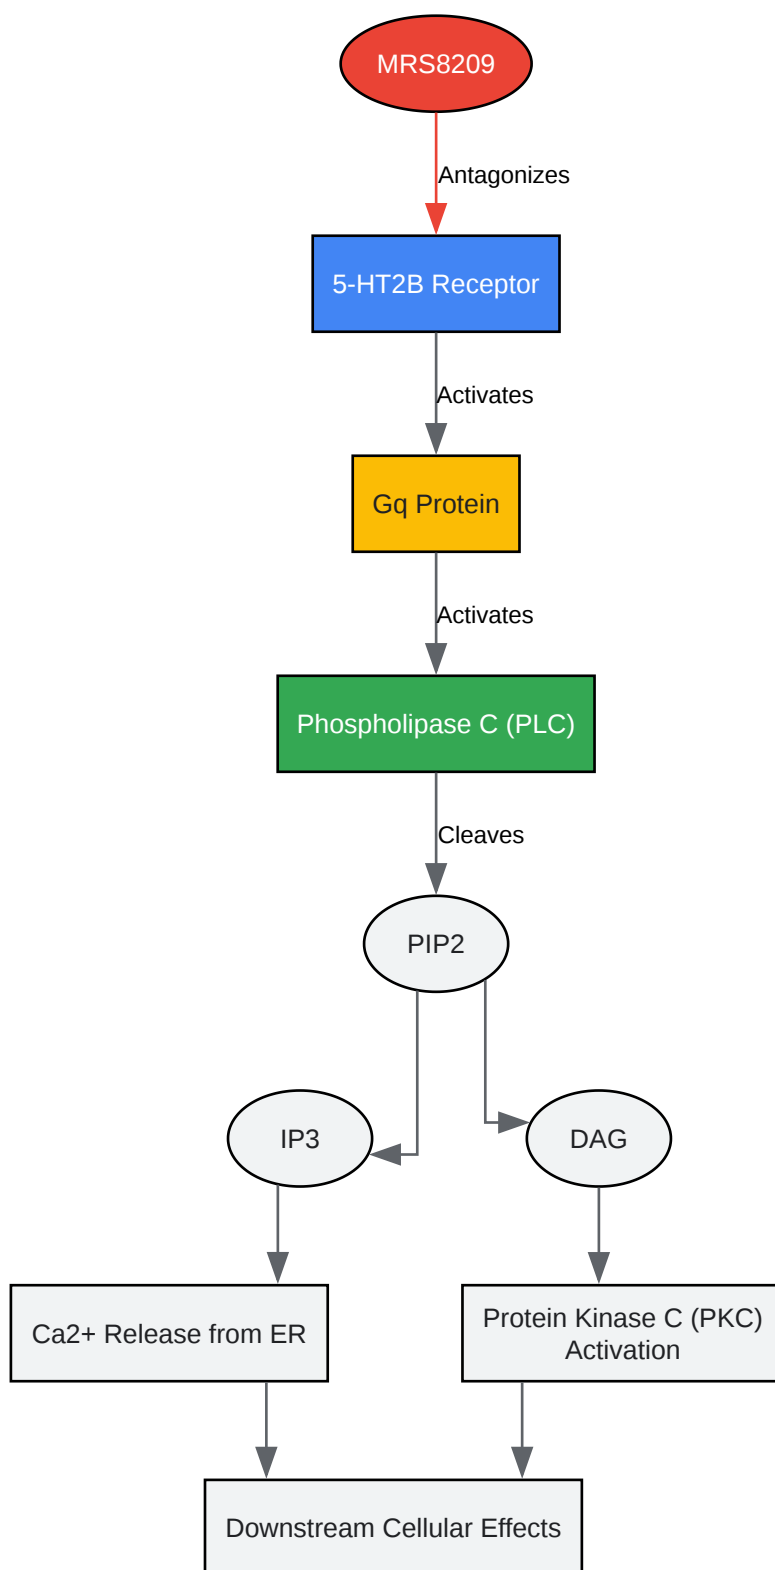 MRS8209
Antagonizes
5-HT2B Receptor
Activates
Gq Protein
Activates
Phospholipase C (PLC)
Cleaves
PIP2
IP3
DAG
Ca2+ Release from ER
Protein Kinase C (PKC)
Activation
Downstream Cellular Effects